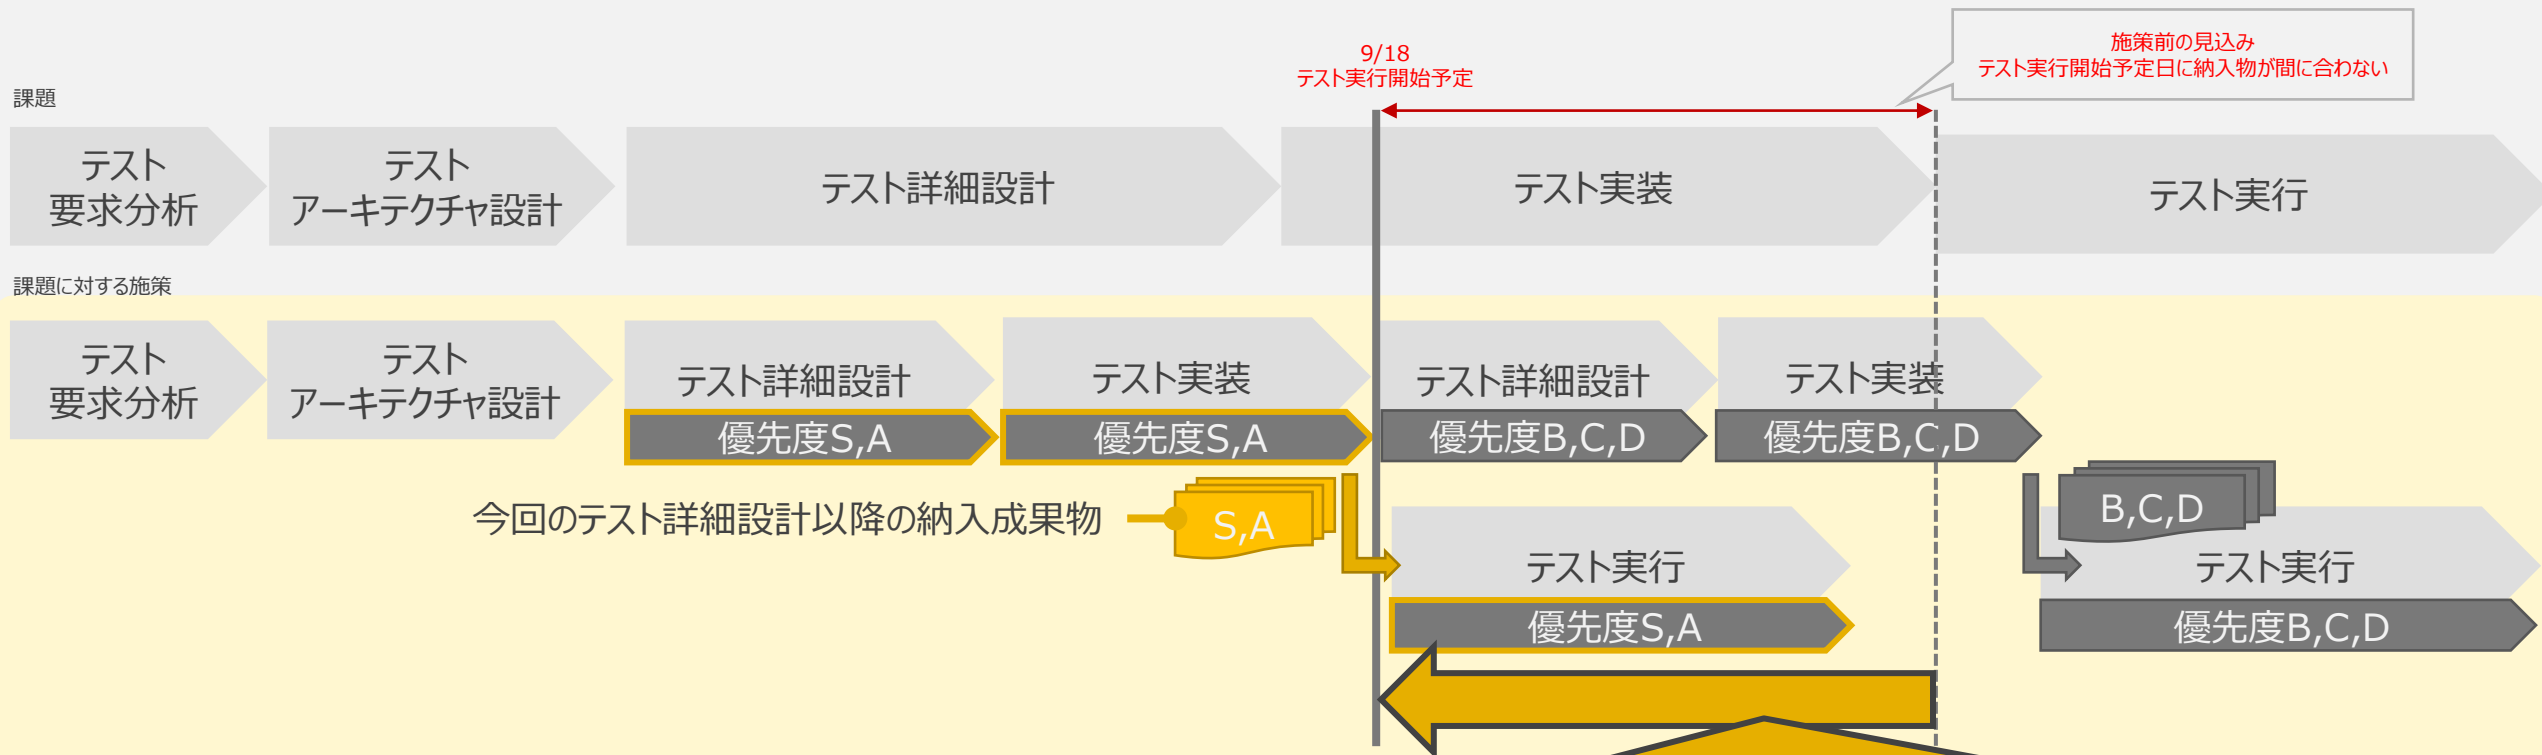 施策前の見込み
テスト実行開始予定日に納入物が間に合わない
9/18
テスト実行開始予定
課題
テスト
要求分析
テスト
アーキテクチャ設計
テスト詳細設計
テスト実装
テスト実行
課題に対する施策
テスト
要求分析
テスト
アーキテクチャ設計
テスト詳細設計
テスト実装
テスト詳細設計
テスト実装
優先度S,A
優先度S,A
優先度B,C,D
優先度B,C,D
今回のテスト詳細設計以降の納入成果物
S,A
B,C,D
テスト実行
テスト実行
優先度S,A
優先度B,C,D